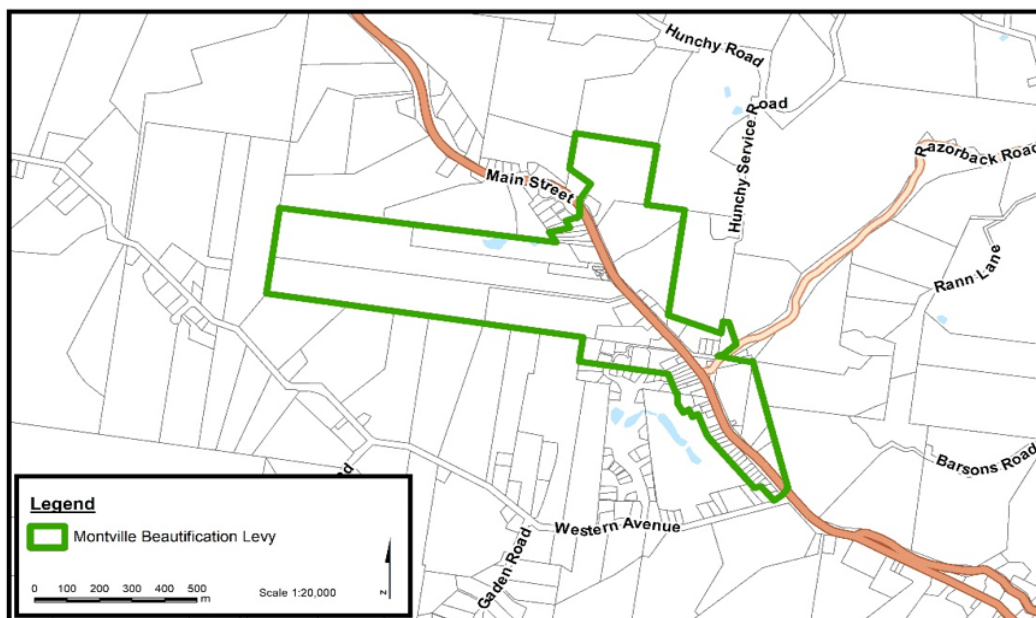 Hunchy Road
Hunchy Service Road
Razorback Road
Main Street
Rann Lane
Barsons Road
Western Avenue
Gaden Road
Legend
Montville Beautification Levy
0 100 200 300 400 500
m
Scale 1:20,000
N